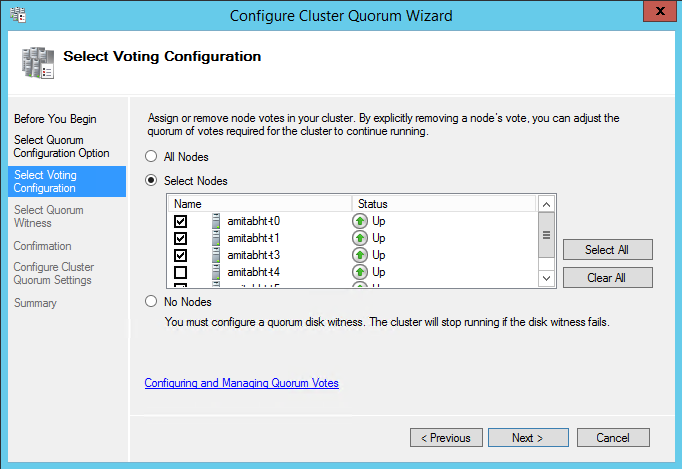 Configure Cluster Quorum Wizard
X
Select Voting Configuration
Before You Begin
Select Quorum
Configuration Option
Select Voting
Configuration
Select Quorum
Witness
Confirmation
Configure Cluster
Quorum Settings
Summary
Assign or remove node votes in your cluster. By explicitly removing a node's vote, you can adjust the
quorum of votes required for the cluster to continue running.
All Nodes
Select Nodes
Name Status
amitabht-t0 Up
amitabht-t1 Up
amitabht-t3 Up
amitabht-t4 Up
Select All
Clear All
No Nodes
You must configure a quorum disk witness. The cluster will stop running if the disk witness fails.
Configuring and Managing Quorum Votes
< Previous
Next >
Cancel